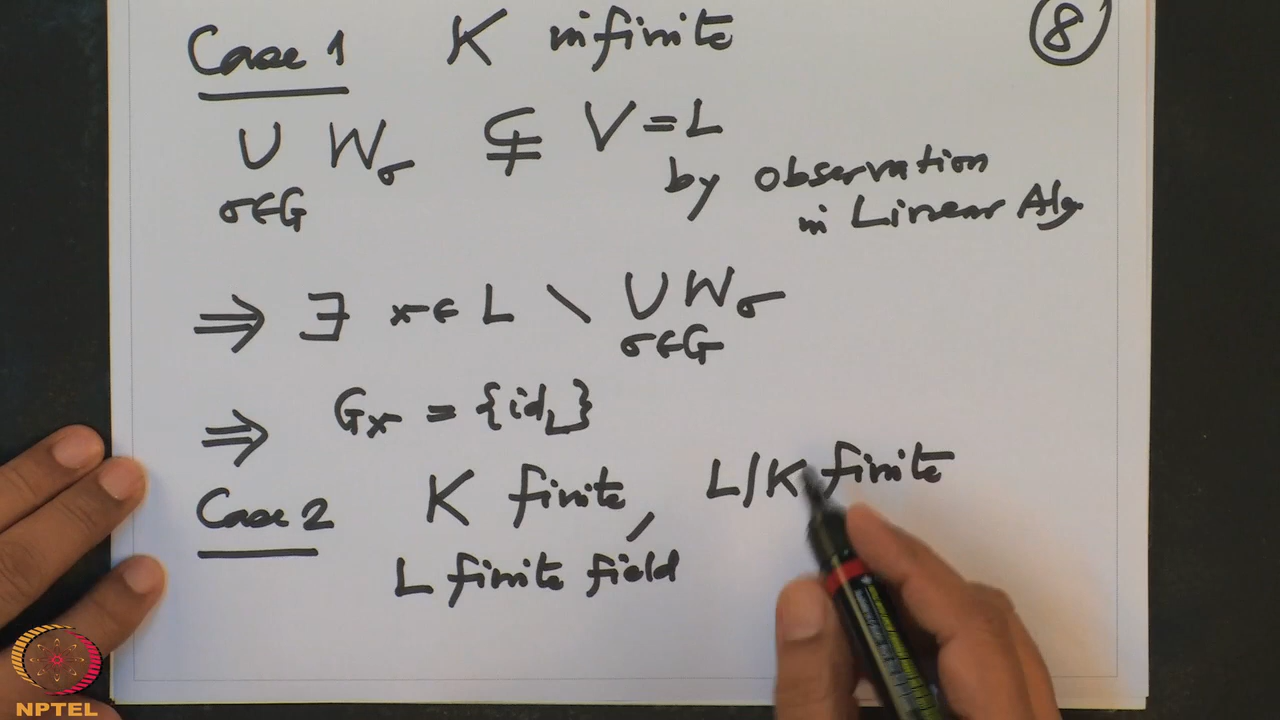 Case 1 K infinite
⑧
∪ W_σ ⊊ V = L
σ∈G
by observation
in Linear Alg.
⇒ ∃ x ∈ L \ ∪ W_σ
σ∈G
⇒ G_x = {id_L}
Case 2 K finite, L/K finite
L finite field
NPTEL